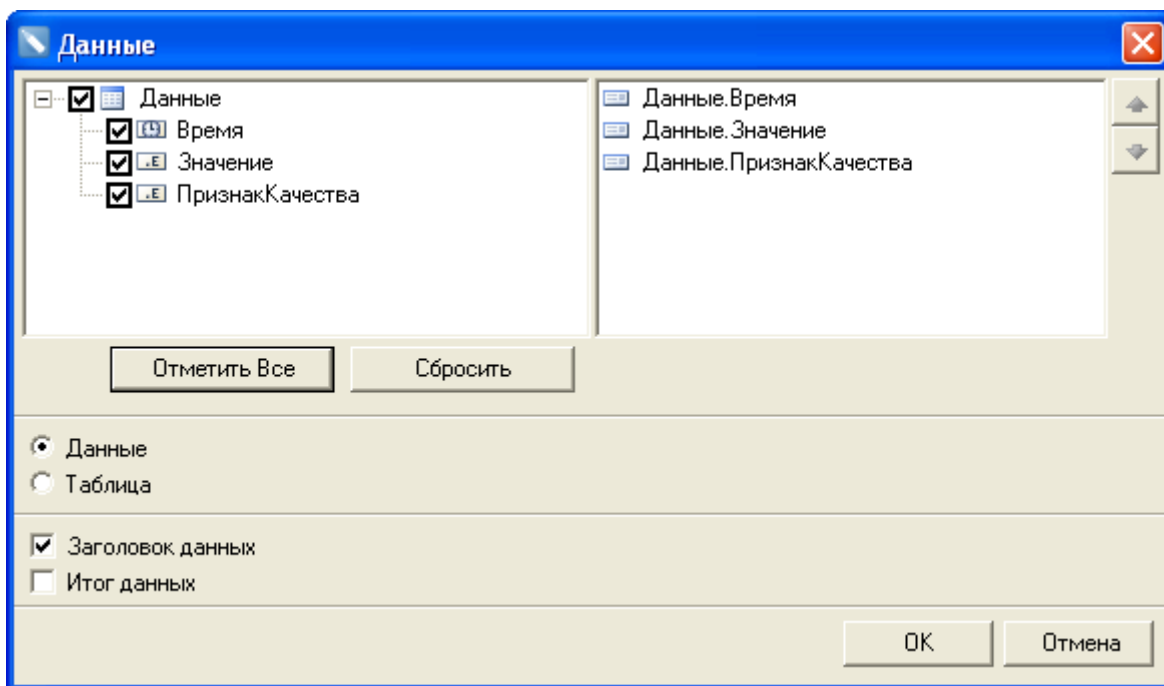 Данные
Данные
Время
Значение
ПризнакКачества
Данные.Время
Данные.Значение
Данные.ПризнакКачества
Отметить Все
Сбросить
Данные
Таблица
Заголовок данных
Итог данных
OK
Отмена